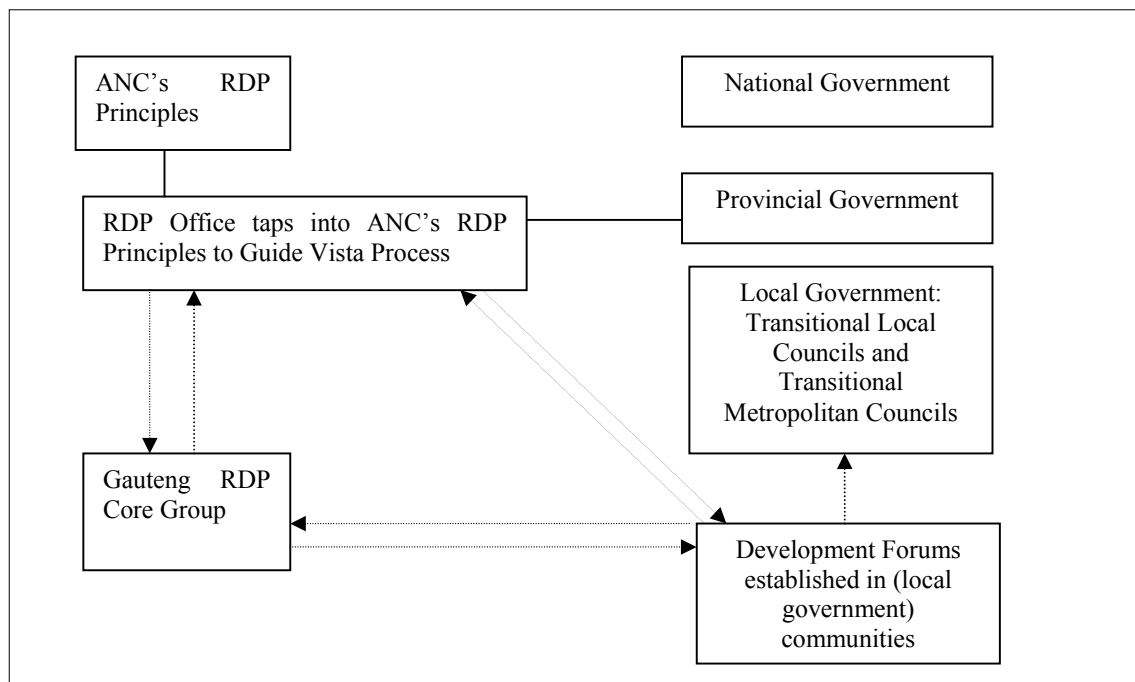 ANC’s RDP
Principles
National Government
RDP Office taps into ANC’s RDP
Principles to Guide Vista Process
Provincial Government
Local Government:
Transitional Local
Councils and
Transitional
Metropolitan Councils
Gauteng RDP
Core Group
Development Forums
established in (local
government)
communities